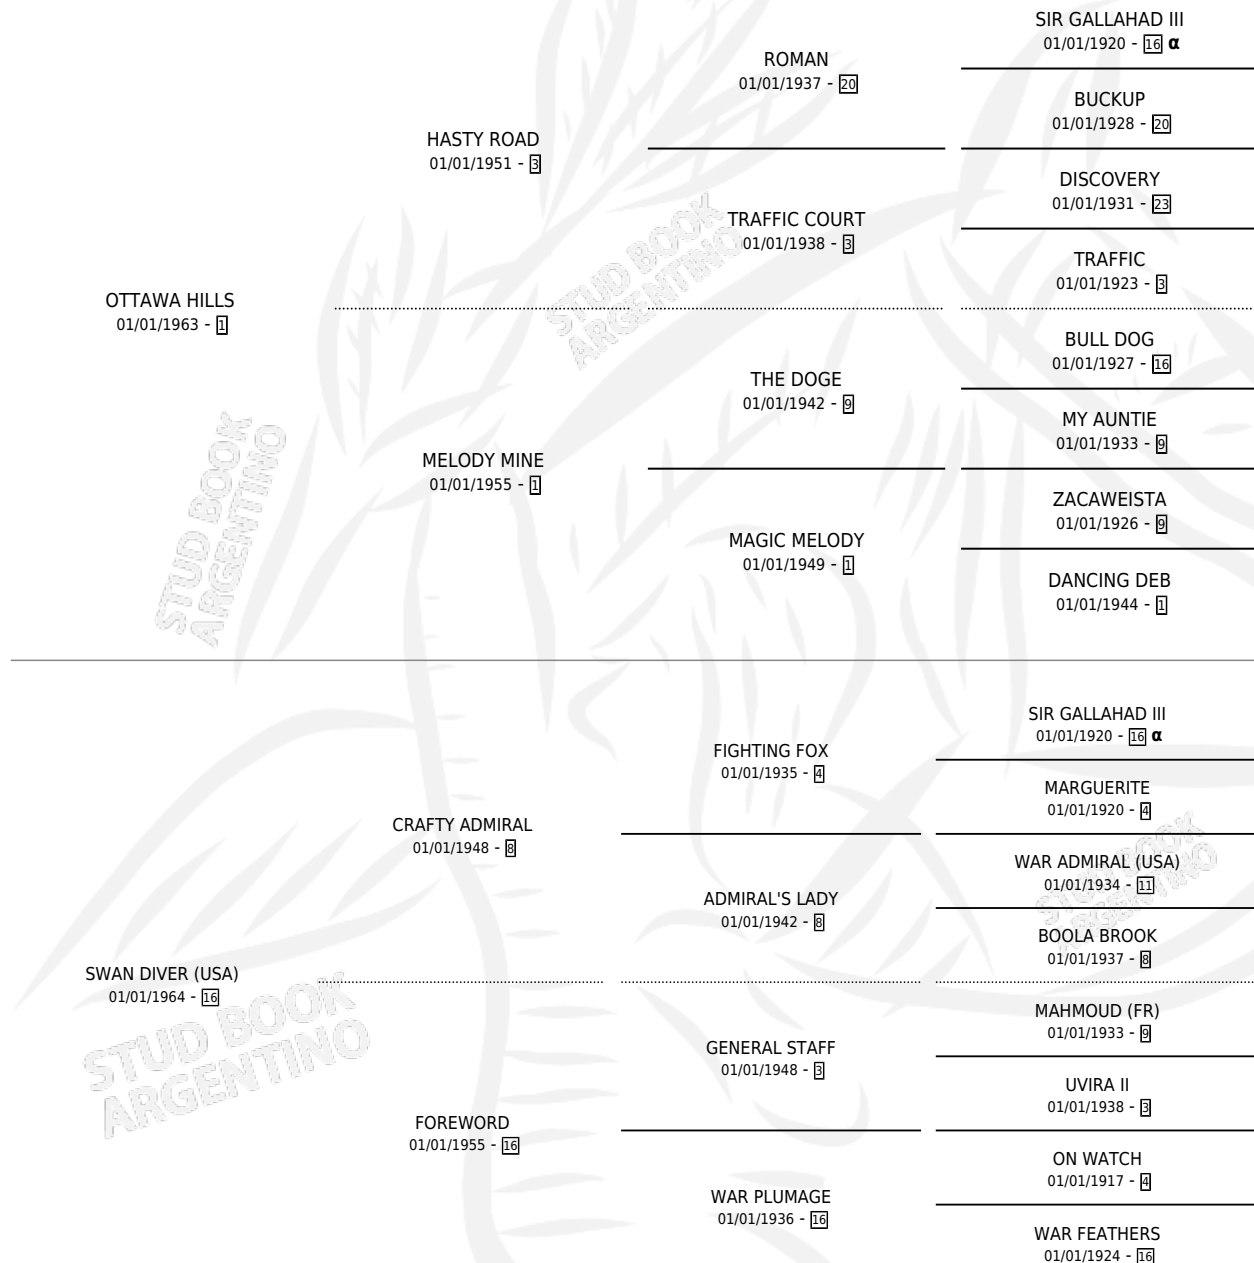 SIR GALLAHAD III
01/01/1920 - 16 α
ROMAN
01/01/1937 - 20
BUCKUP
01/01/1928 - 20
HASTY ROAD
01/01/1951 - 3
DISCOVERY
01/01/1931 - 23
TRAFFIC COURT
01/01/1938 - 3
TRAFFIC
01/01/1923 - 3
STUD BOOK
ARGENTINO
OTTAWA HILLS
01/01/1963 - 1
BULL DOG
01/01/1927 - 16
THE DOGE
01/01/1942 - 9
MY AUNTIE
01/01/1933 - 9
MELODY MINE
01/01/1955 - 1
ZACAWEISTA
01/01/1926 - 9
MAGIC MELODY
01/01/1949 - 1
DANCING DEB
01/01/1944 - 1
STUD BOOK
ARGENTINO
SIR GALLAHAD III
01/01/1920 - 16 α
FIGHTING FOX
01/01/1935 - 4
MARGUERITE
01/01/1920 - 4
CRAFTY ADMIRAL
01/01/1948 - 8
WAR ADMIRAL (USA)
01/01/1934 - 11
STUD BOOK
ARGENTINO
ADMIRAL'S LADY
01/01/1942 - 8
BOOLA BROOK
01/01/1937 - 8
SWAN DIVER (USA)
01/01/1964 - 16
MAHMOUD (FR)
01/01/1933 - 9
STUD BOOK
ARGENTINO
GENERAL STAFF
01/01/1948 - 3
UVIRA II
01/01/1938 - 3
FOREWORD
01/01/1955 - 16
ON WATCH
01/01/1917 - 4
WAR PLUMAGE
01/01/1936 - 16
WAR FEATHERS
01/01/1924 - 16